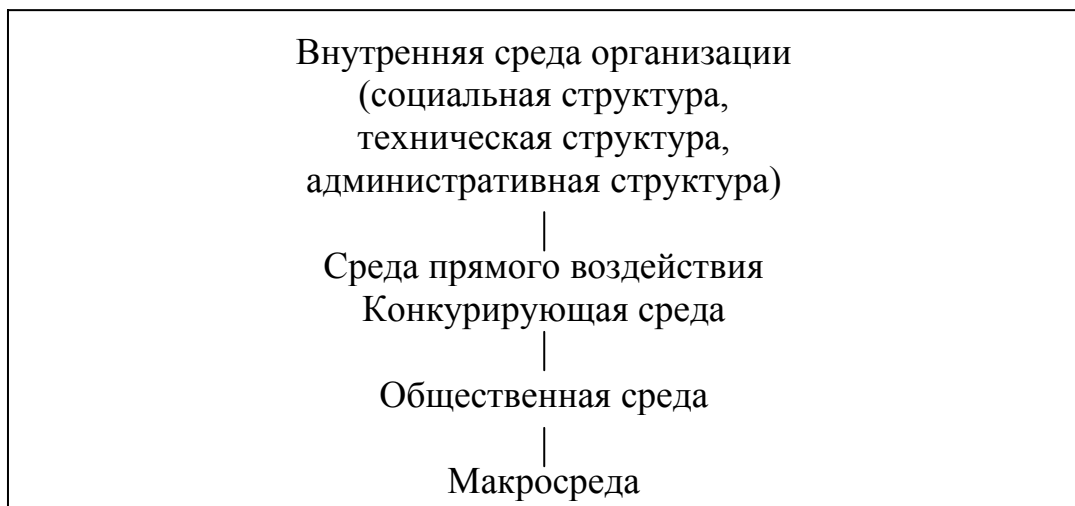 Внутренняя среда организации
(социальная структура,
техническая структура,
административная структура)
Среда прямого воздействия
Конкурирующая среда
Общественная среда
Макросреда